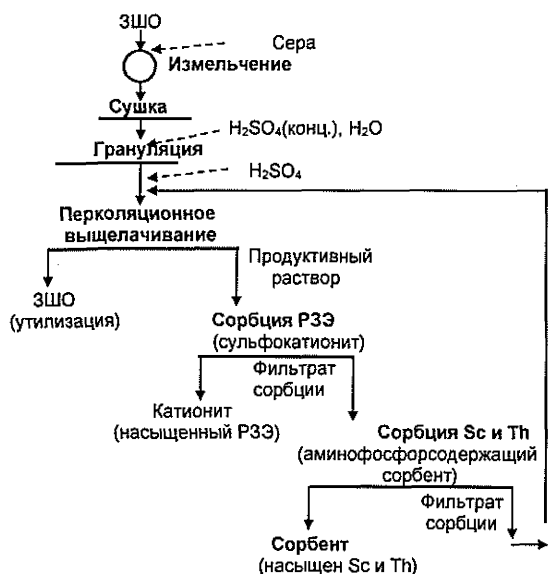 ЗШО
Сера
Измельчение
Сушка
H₂SO₄(конц.), H₂O
Грануляция
H₂SO₄
Перколяционное
выщелачивание
Продуктивный
раствор
ЗШО
(утилизация)
Сорбция РЗЭ
(сульфокатионит)
Фильтрат
сорбции
Катионит
(насыщенный РЗЭ)
Сорбция Sc и Th
(аминофосфорсодержащий
сорбент)
Фильтрат
сорбции
Сорбент
(насыщен Sc и Th)